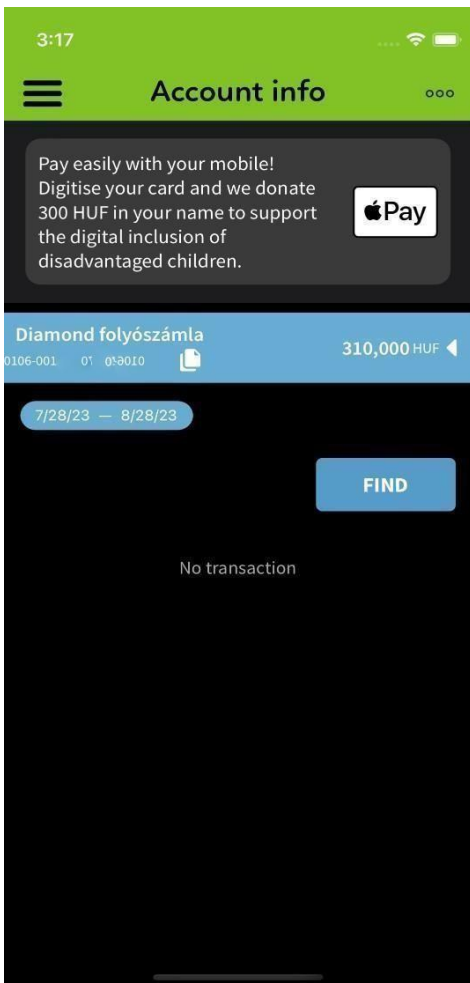 3:17
Account info
Pay easily with your mobile!
Digitise your card and we donate
300 HUF in your name to support
the digital inclusion of
disadvantaged children.
Pay
Diamond folyószámla
310,000 HUF
0106-001
7/28/23 — 8/28/23
FIND
No transaction